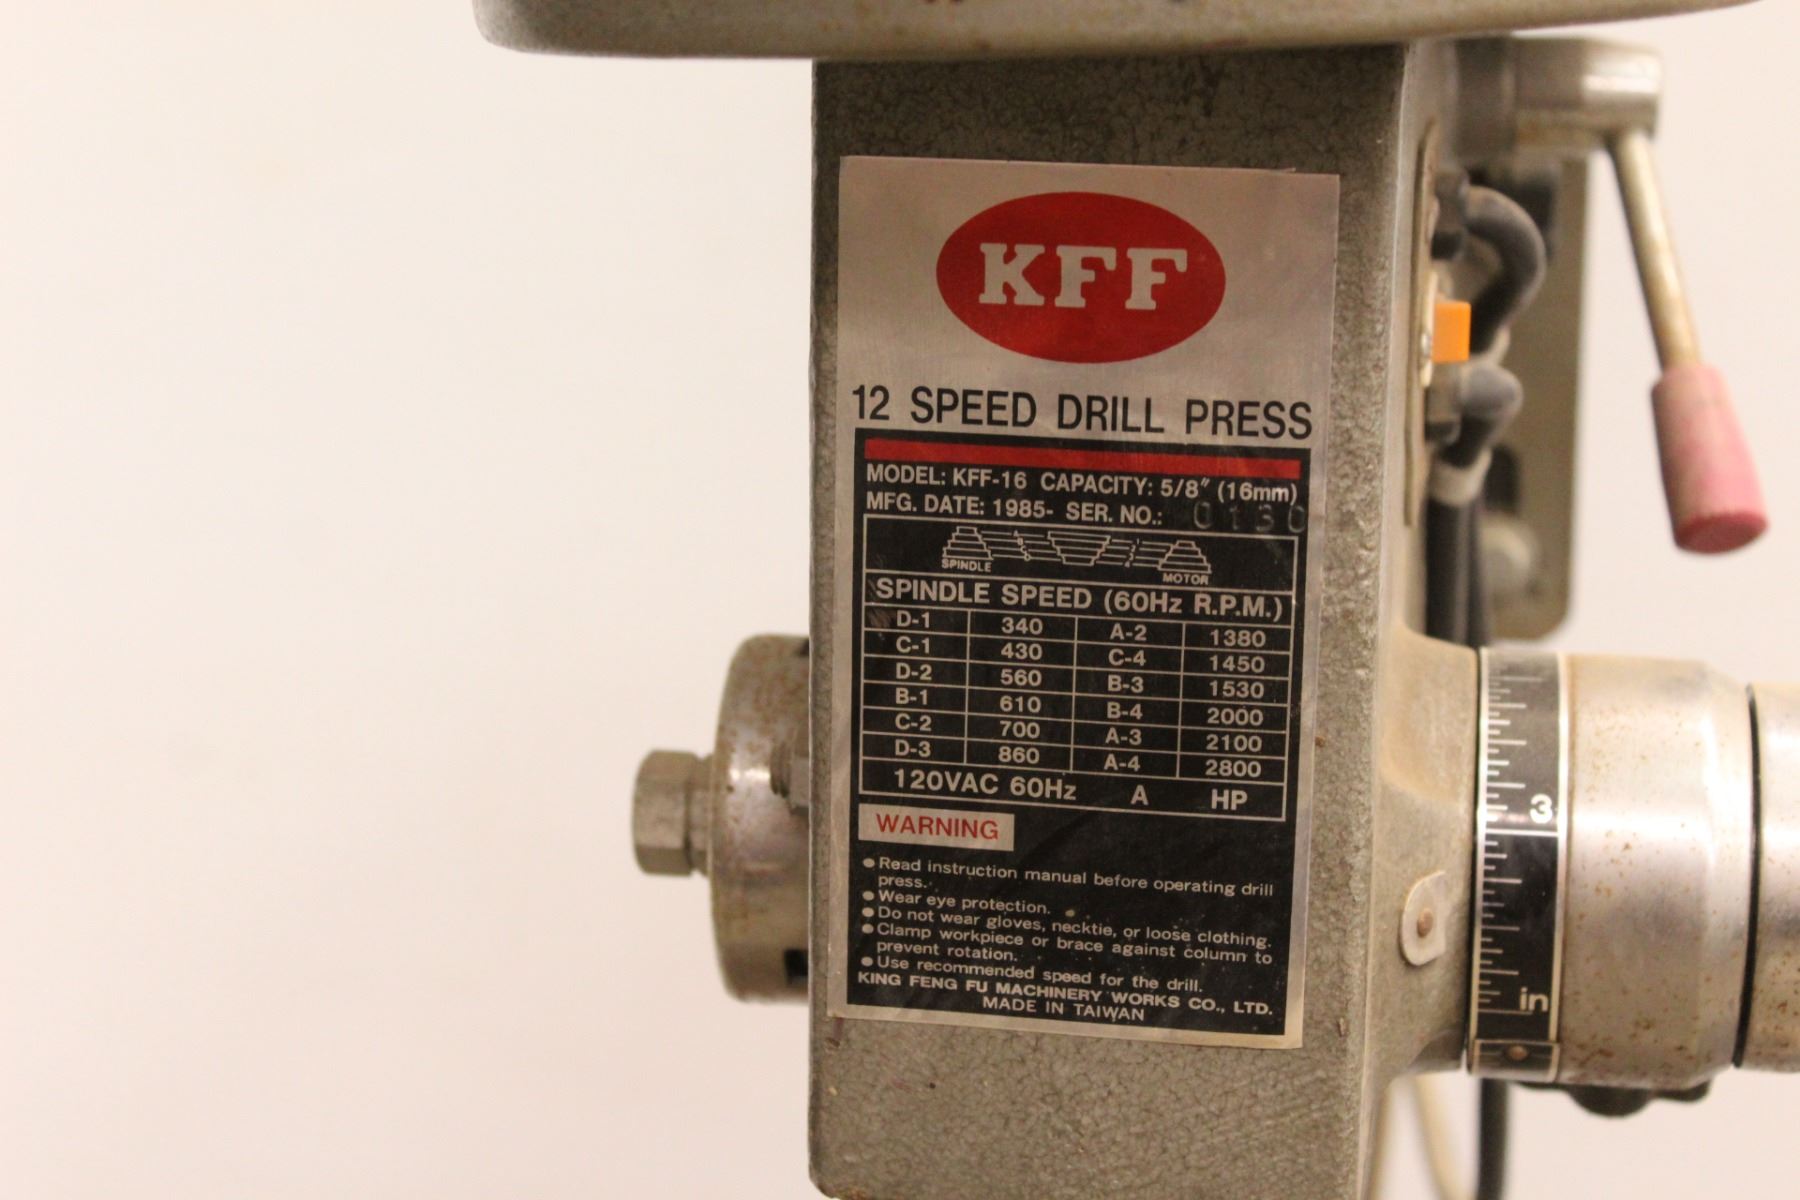 KFF
12 SPEED DRILL PRESS
MODEL: KFF-16 CAPACITY: 5/8" (16mm)
MFG. DATE: 1985- SER. NO.: 0130
SPINDLE MOTOR
SPINDLE SPEED (60Hz R.P.M.)
D-1 340 A-2 1380
C-1 430 C-4 1450
D-2 560 B-3 1530
B-1 610 B-4 2000
C-2 700 A-3 2100
D-3 860 A-4 2800
120VAC 60Hz A HP
WARNING
●Read instruction manual before operating drill
press.
●Wear eye protection.
●Do not wear gloves, necktie, or loose clothing.
●Clamp workpiece or brace against column to
prevent rotation.
●Use recommended speed for the drill.
KING FENG FU MACHINERY WORKS CO., LTD.
MADE IN TAIWAN
3
in